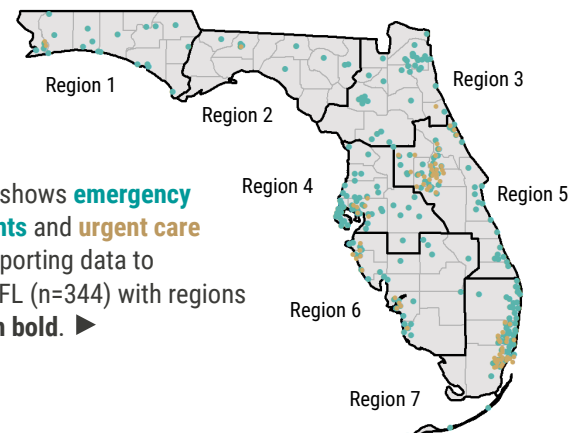 Region 1
Region 2
Region 3
Region 4
Region 5
Region 6
Region 7
shows emergency
nts and urgent care
porting data to
FL (n=344) with regions
bold. ►